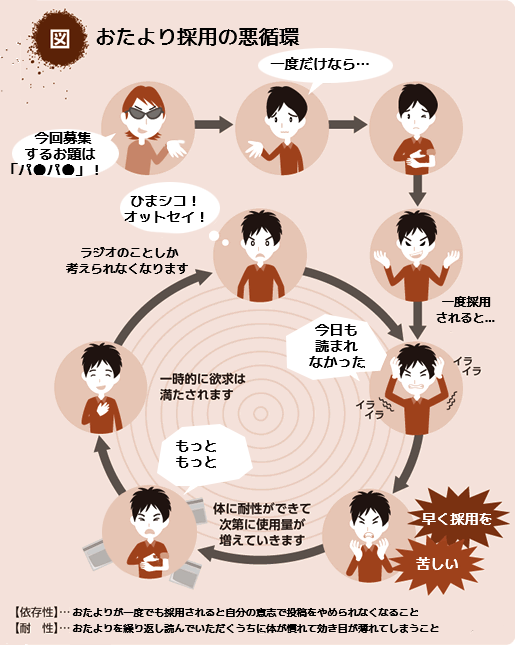 図 おたより採用の悪循環
一度だけなら…
今回募集
するお題は
「パ●パ●」！
ひまシコ！
オットセイ！
ラジオのことしか
考えられなくなります
一度採用
されると…
今日も
読まれ
なかった
イラ
イラ
イラ
イラ
一時的に欲求は
満たされます
もっと
もっと
体に耐性ができて
次第に使用量が
増えていきます
早く採用を
苦しい
【依存性】… おたよりが一度でも採用されると自分の意志で投稿をやめられなくなること
【耐　性】… おたよりを繰り返し読んでいただくうちに体が慣れて効き目が薄れてしまうこと